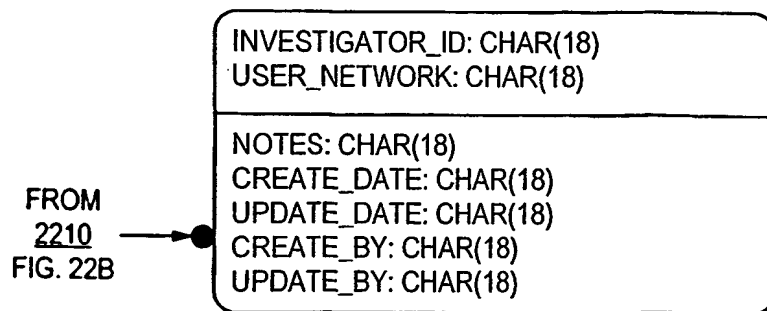 INVESTIGATOR_ID: CHAR(18)
USER_NETWORK: CHAR(18)
NOTES: CHAR(18)
CREATE_DATE: CHAR(18)
UPDATE_DATE: CHAR(18)
CREATE_BY: CHAR(18)
UPDATE_BY: CHAR(18)
FROM
2210
FIG. 22B